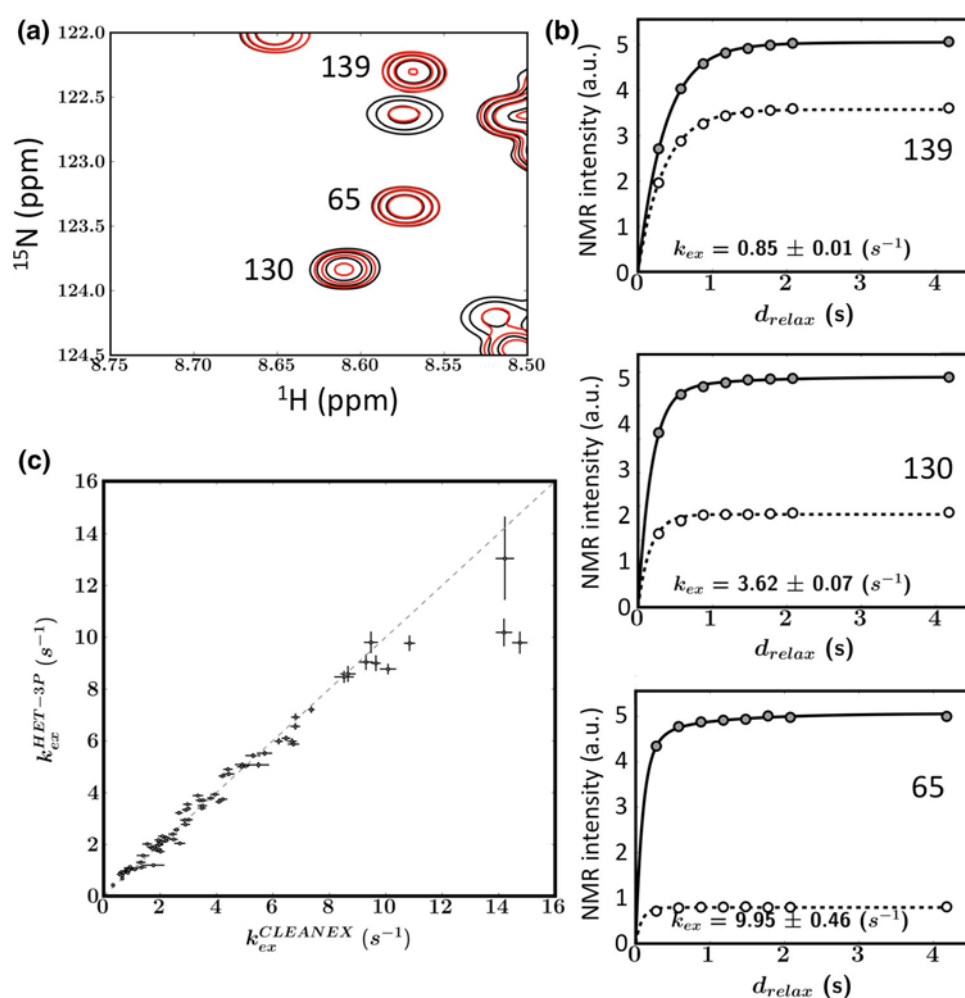 (a)
122.0
122.5
123.0
123.5
124.0
124.5
15N (ppm)
139
65
130
8.75
8.70
8.65
8.60
8.55
8.50
1H (ppm)
(b)
5
4
3
2
1
0
NMR intensity (a.u.)
139
k_ex = 0.85 ± 0.01 (s⁻¹)
0 1 2 3 4
d_relax (s)
5
4
3
2
1
0
NMR intensity (a.u.)
130
k_ex = 3.62 ± 0.07 (s⁻¹)
0 1 2 3 4
d_relax (s)
5
4
3
2
1
0
NMR intensity (a.u.)
65
k_ex = 9.95 ± 0.46 (s⁻¹)
0 1 2 3 4
d_relax (s)
(c)
16
14
12
10
8
6
4
2
0
k_ex^HET-3P (s⁻¹)
0 2 4 6 8 10 12 14 16
k_ex^CLEANEX (s⁻¹)